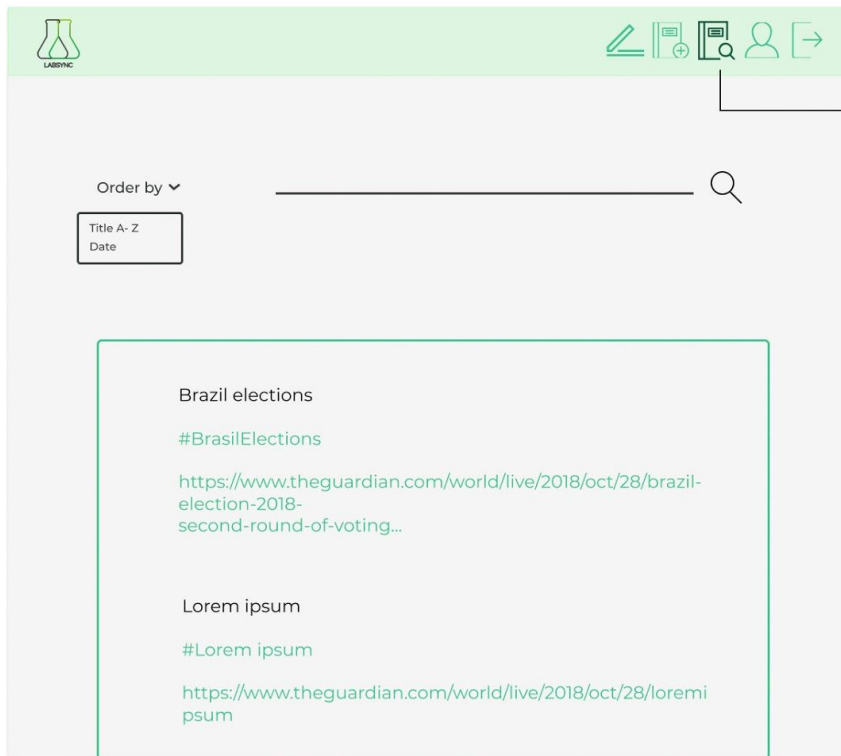 LABSYNC
Order by
Title A- Z
Date
Brazil elections
#BrasilElections
https://www.theguardian.com/world/live/2018/oct/28/brazil-
election-2018-
second-round-of-voting...
Lorem ipsum
#Lorem ipsum
https://www.theguardian.com/world/live/2018/oct/28/loremi
psum